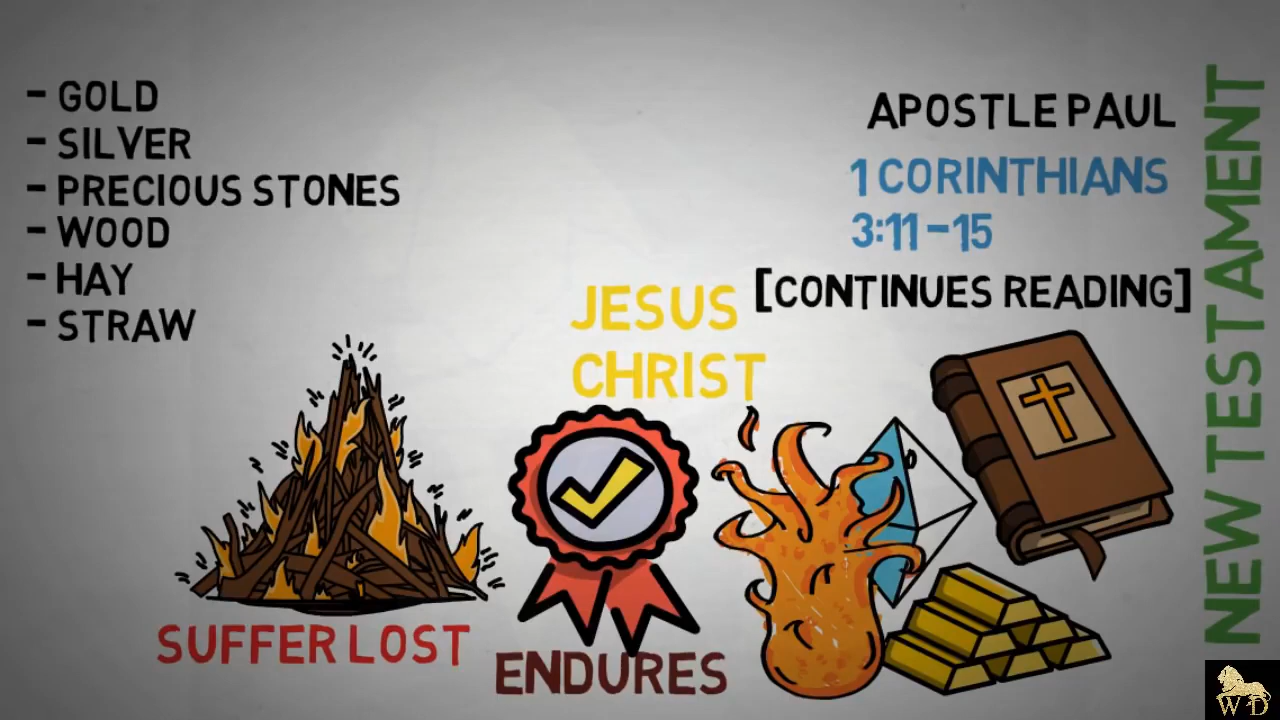 - GOLD
- SILVER
- PRECIOUS STONES
- WOOD
- HAY
- STRAW
APOSTLE PAUL
1 CORINTHIANS
3:11-15
[CONTINUES READING]
JESUS
CHRIST
SUFFER LOST
ENDURES
NEW TESTAMENT
W D